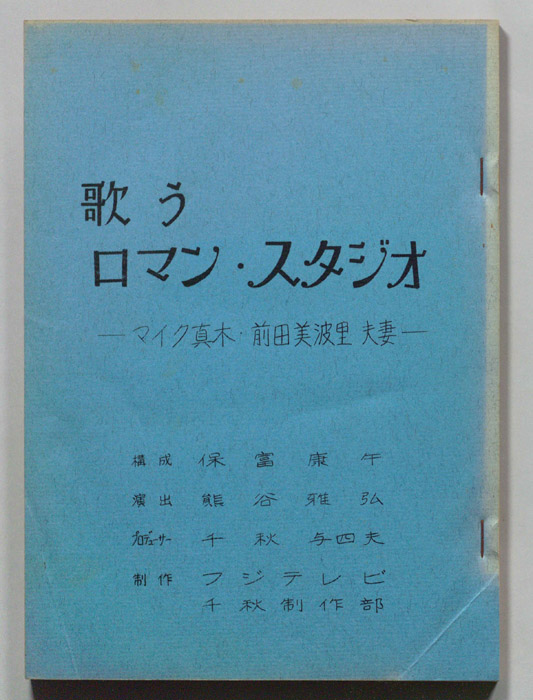 歌う
ロマン・スタジオ
—マイク真木・前田美波里 夫妻—
構成 保富康午
演出 熊谷雅弘
プロデューサー 千秋与四夫
制作 フジテレビ
千秋制作部